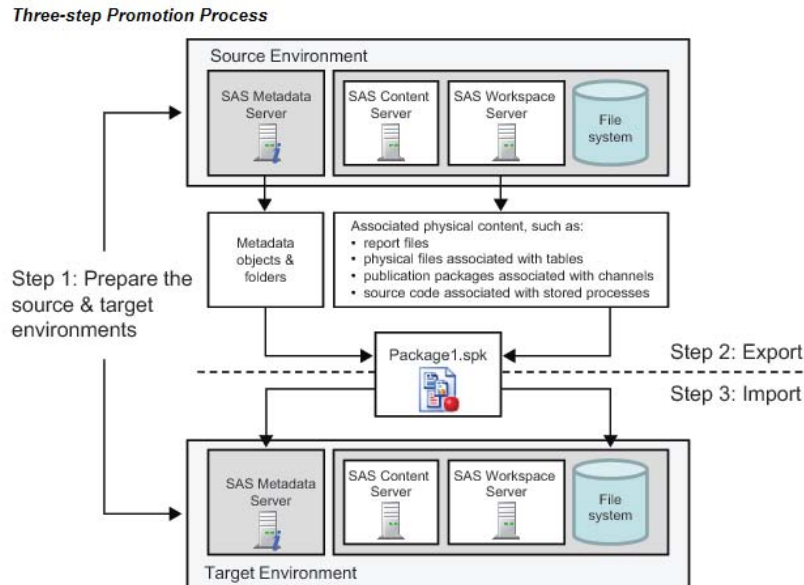 Three-step Promotion Process
Source Environment
SAS Metadata
Server
SAS Content
Server
SAS Workspace
Server
File
system
Metadata
objects &
folders
Associated physical content, such as:
• report files
• physical files associated with tables
• publication packages associated with channels
• source code associated with stored processes
Step 1: Prepare the
source & target
environments
Package1.spk
Step 2: Export
Step 3: Import
SAS Metadata
Server
SAS Content
Server
SAS Workspace
Server
File
system
Target Environment